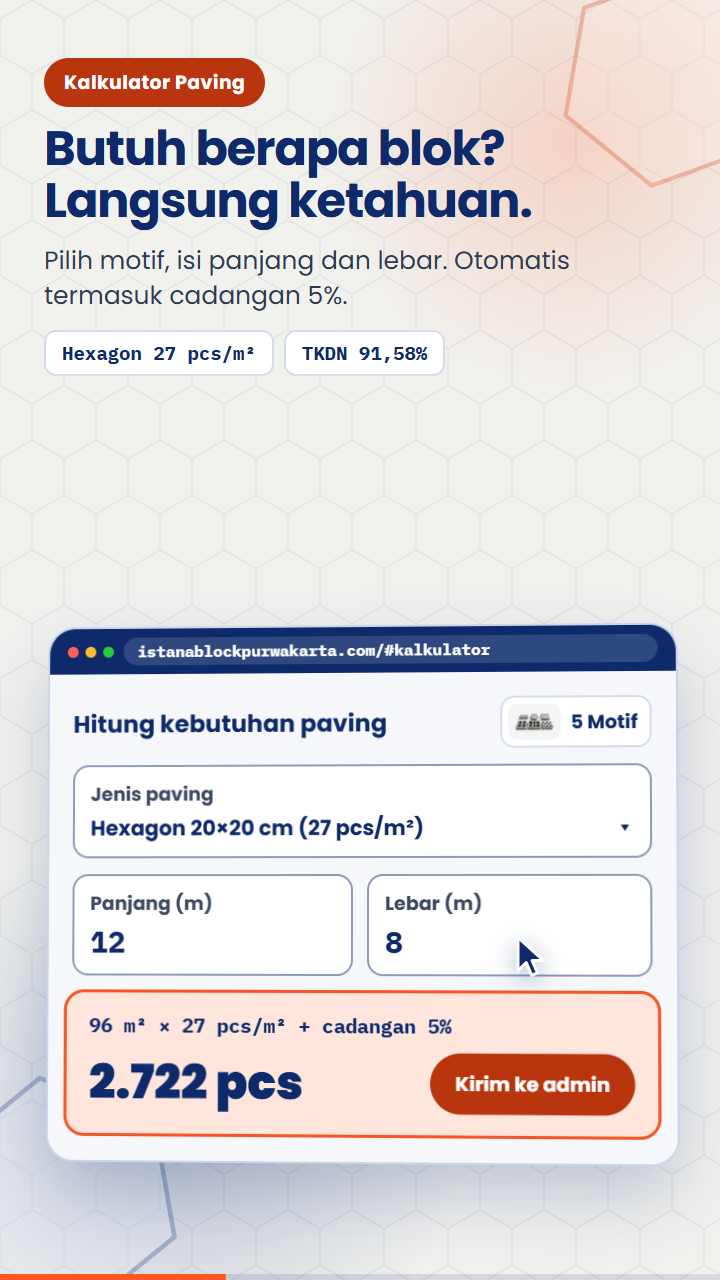 Kalkulator Paving
Butuh berapa blok?
Langsung ketahuan.
Pilih motif, isi panjang dan lebar. Otomatis
termasuk cadangan 5%.
Hexagon 27 pcs/m²
TKDN 91,58%
istanablockpurwakarta.com/#kalkulator
Hitung kebutuhan paving
5 Motif
Jenis paving
Hexagon 20×20 cm (27 pcs/m²)
Panjang (m)
12
Lebar (m)
8
96 m² × 27 pcs/m² + cadangan 5%
2.722 pcs
Kirim ke admin